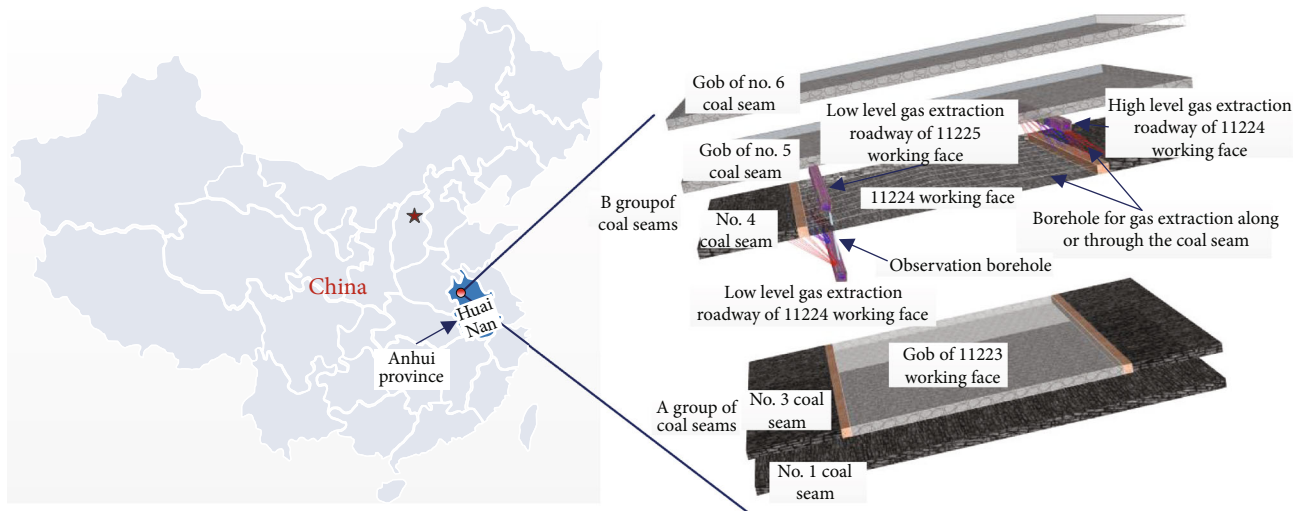 China
Huai
Nan
Anhui
province
Gob of no. 6
coal seam
Low level gas extraction
roadway of 11225
working face
High level gas extraction
roadway of 11224
working face
Gob of no. 5
coal seam
11224 working face
B groupof
coal seams
No. 4
coal seam
Borehole for gas extraction along
or through the coal seam
Observation borehole
Low level gas extraction
roadway of 11224 working face
Gob of 11223
working face
A group of
coal seams
No. 3 coal
seam
No. 1 coal
seam